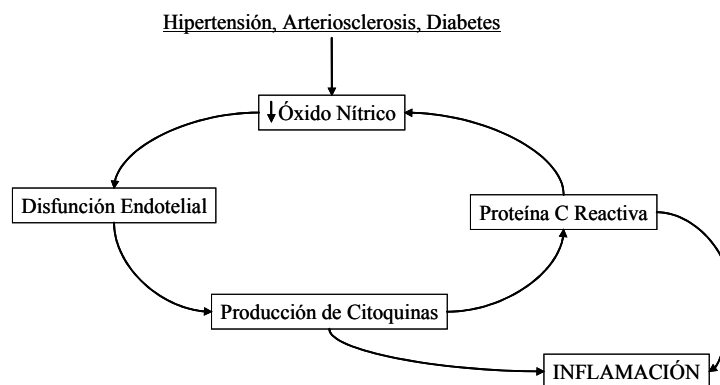 Hipertensión, Arteriosclerosis, Diabetes
↓Óxido Nítrico
Disfunción Endotelial
Proteína C Reactiva
Producción de Citoquinas
INFLAMACIÓN